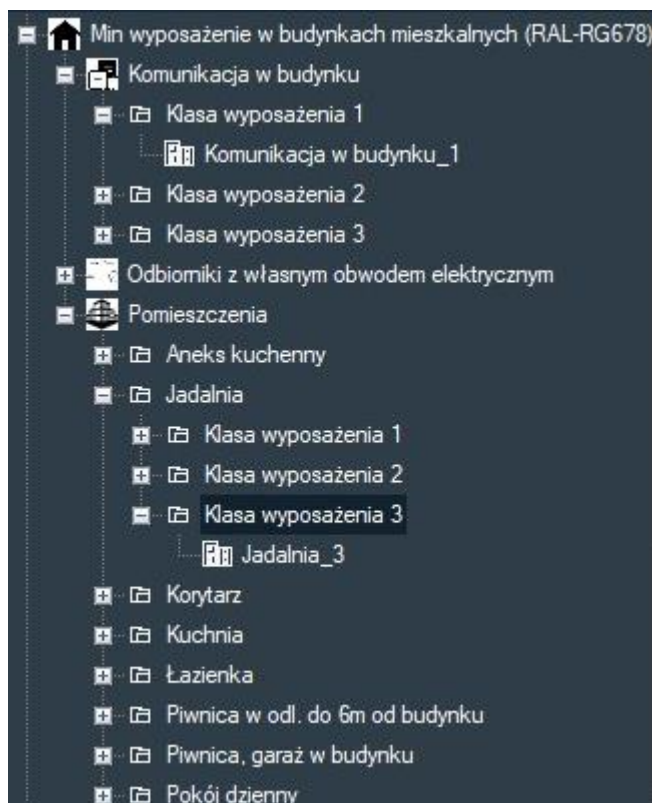 Min wyposażenie w budynkach mieszkalnych (RAL-RG678)
Komunikacja w budynku
Klasa wyposażenia 1
Komunikacja w budynku_1
Klasa wyposażenia 2
Klasa wyposażenia 3
Odbiorniki z własnym obwodem elektrycznym
Pomieszczenia
Aneks kuchenny
Jadalnia
Klasa wyposażenia 1
Klasa wyposażenia 2
Klasa wyposażenia 3
Jadalnia_3
Korytarz
Kuchnia
Łazienka
Piwnica w odl. do 6m od budynku
Piwnica, garaż w budynku
Pokój dzienny